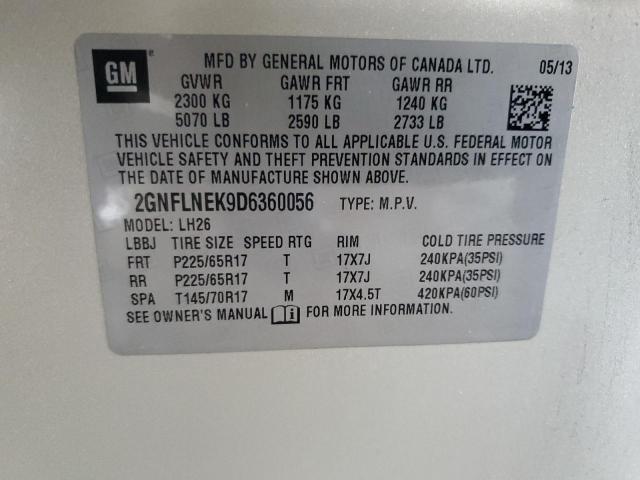 GM
MFD BY GENERAL MOTORS OF CANADA LTD. 05/13
GVWR GAWR FRT GAWR RR
2300 KG 1175 KG 1240 KG
5070 LB 2590 LB 2733 LB
THIS VEHICLE CONFORMS TO ALL APPLICABLE U.S. FEDERAL MOTOR
VEHICLE SAFETY AND THEFT PREVENTION STANDARDS IN EFFECT ON
THE DATE OF MANUFACTURE SHOWN ABOVE.
2GNFLNEK9D6360056 TYPE: M.P.V.
MODEL: LH26
LBBJ TIRE SIZE SPEED RTG RIM COLD TIRE PRESSURE
FRT P225/65R17 T 17X7J 240KPA(35PSI)
RR P225/65R17 T 17X7J 240KPA(35PSI)
SPA T145/70R17 M 17X4.5T 420KPA(60PSI)
SEE OWNER'S MANUAL i FOR MORE INFORMATION.